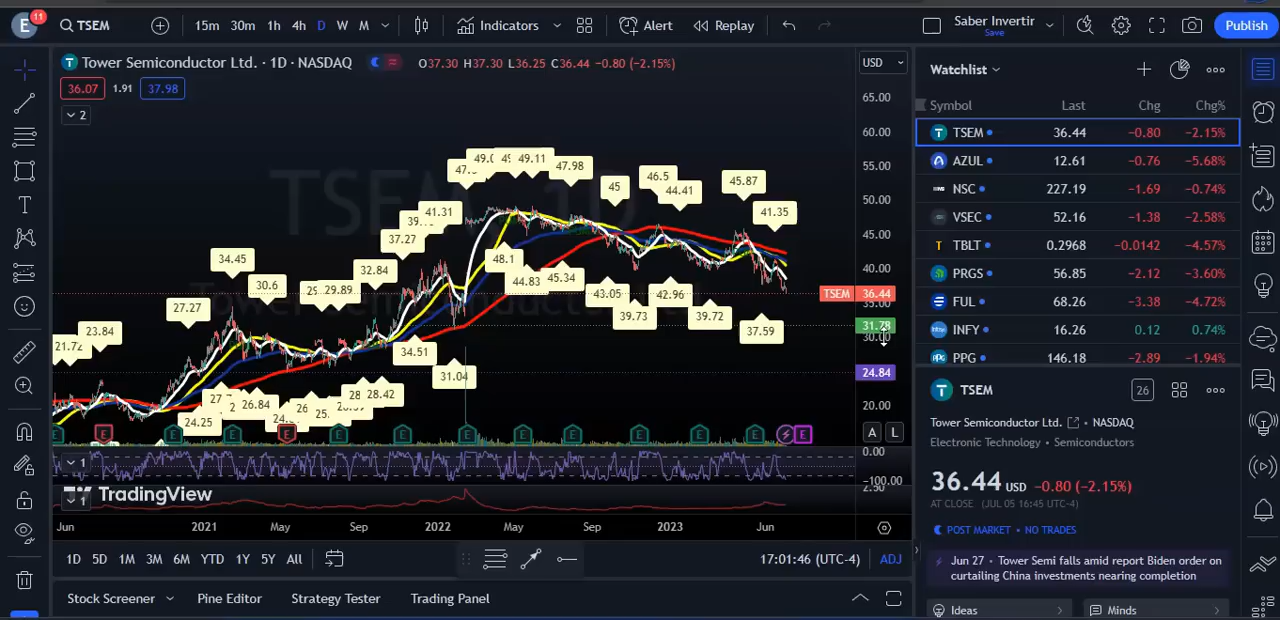 E 11 TSEM 15m 30m 1h 4h D W M Indicators Alert Replay Saber Invertir Save Publish
Tower Semiconductor Ltd. · 1D · NASDAQ O37.30 H37.30 L36.25 C36.44 −0.80 (−2.15%) USD
36.07 1.91 37.98
2
65.00
60.00
55.00
50.00
45.00
40.00
35.00
30.00
20.00
TSEM 36.44
31.78
24.84
49.11 47.98 45 46.5 44.41 45.87 41.35
41.31 37.27 32.84 34.45 30.6 29.89 27.27 23.84
48.1 44.83 45.34 43.05 39.73 42.96 39.72 37.59
34.51 31.04 28.42 26.84 24.25
E E E E E E E E E E E E E
A L
1 0.00
−100.00
1 TradingView 2.50
Jun 2021 May Sep 2022 May Sep 2023 Jun
1D 5D 1M 3M 6M YTD 1Y 5Y All 17:01:46 (UTC-4) ADJ
Stock Screener Pine Editor Strategy Tester Trading Panel
Watchlist
Symbol Last Chg Chg%
TSEM 36.44 −0.80 −2.15%
AZUL 12.61 −0.76 −5.68%
NSC 227.19 −1.69 −0.74%
VSEC 52.16 −1.38 −2.58%
TBLT 0.2968 −0.0142 −4.57%
PRGS 56.85 −2.12 −3.60%
FUL 68.26 −3.38 −4.72%
INFY 16.26 0.12 0.74%
PPG 146.18 −2.89 −1.94%
TSEM 26
Tower Semiconductor Ltd. · NASDAQ
Electronic Technology · Semiconductors
36.44 USD −0.80 (−2.15%)
AT CLOSE (JUL 05 16:45 UTC-4)
POST MARKET · NO TRADES
Jun 27 · Tower Semi falls amid report Biden order on
curtailing China investments nearing completion
Ideas Minds